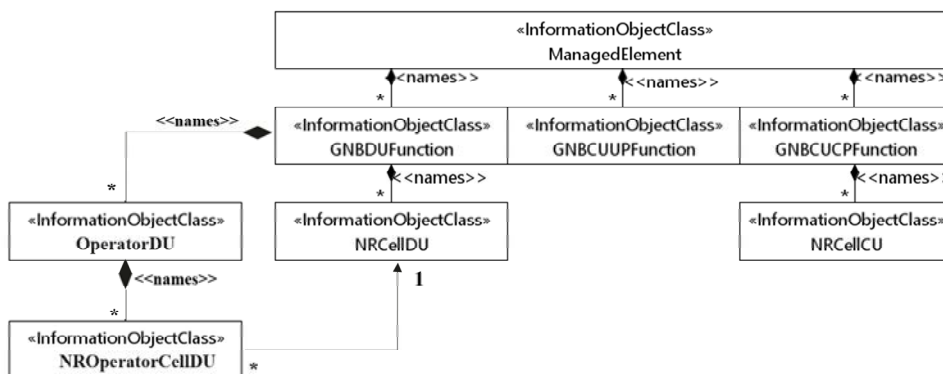 «InformationObjectClass»
ManagedElement
<<names>>
<<names>>
<<names>>
*
*
*
<<names>>
«InformationObjectClass»
GNBDUFunction
«InformationObjectClass»
GNBCUUPFunction
«InformationObjectClass»
GNBCUCPFunction
<<names>>
<<names>>
*
*
*
«InformationObjectClass»
OperatorDU
«InformationObjectClass»
NRCellDU
«InformationObjectClass»
NRCellCU
<<names>>
1
*
«InformationObjectClass»
NROperatorCellDU
*